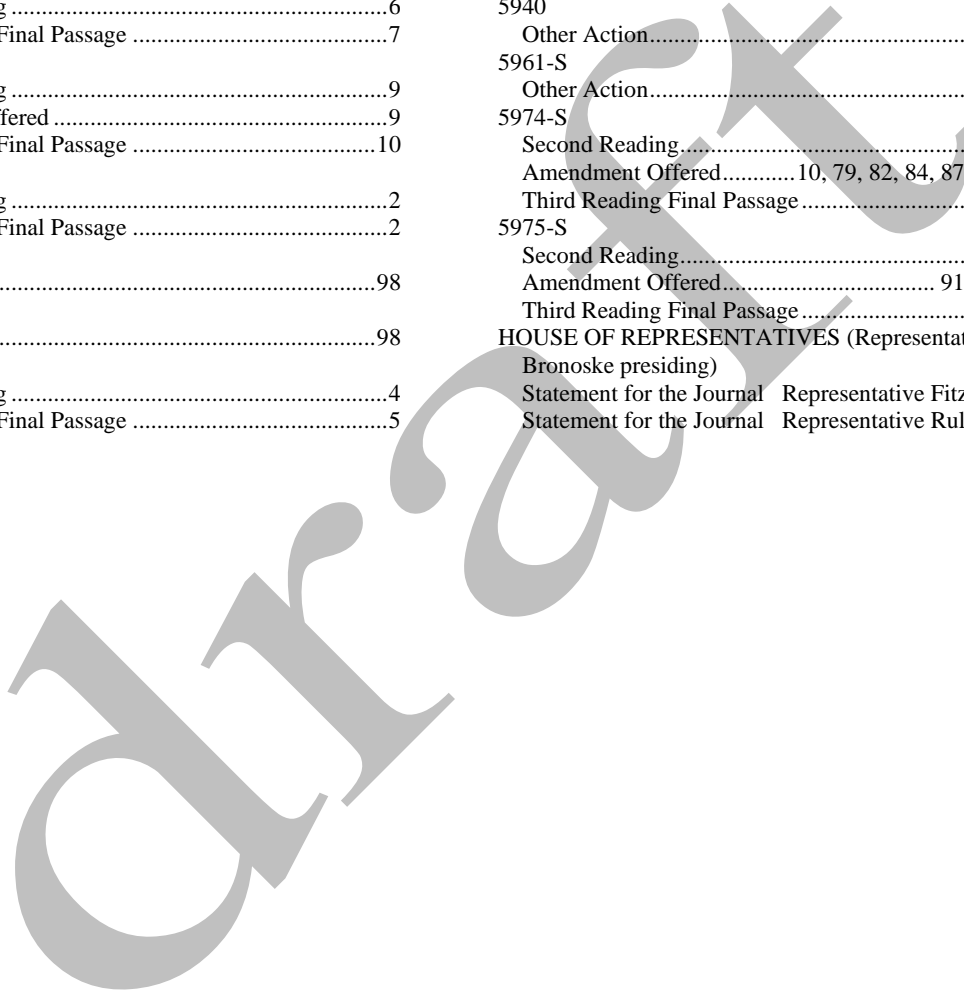 g ....................................................................................6
Final Passage .............................................................7
g ....................................................................................9
fered ..........................................................................9
Final Passage .............................................................10
g ....................................................................................2
Final Passage .............................................................2
....................................................................................98
....................................................................................98
g ....................................................................................4
Final Passage .............................................................5
5940
Other Action...............................................................
5961-S
Other Action...............................................................
5974-S
Second Reading.........................................................
Amendment Offered............10, 79, 82, 84, 87
Third Reading Final Passage.......................................
5975-S
Second Reading.........................................................
Amendment Offered................................... 91
Third Reading Final Passage.......................................
HOUSE OF REPRESENTATIVES (Representat
Bronoske presiding)
Statement for the Journal Representative Fitz
Statement for the Journal Representative Rul
draft